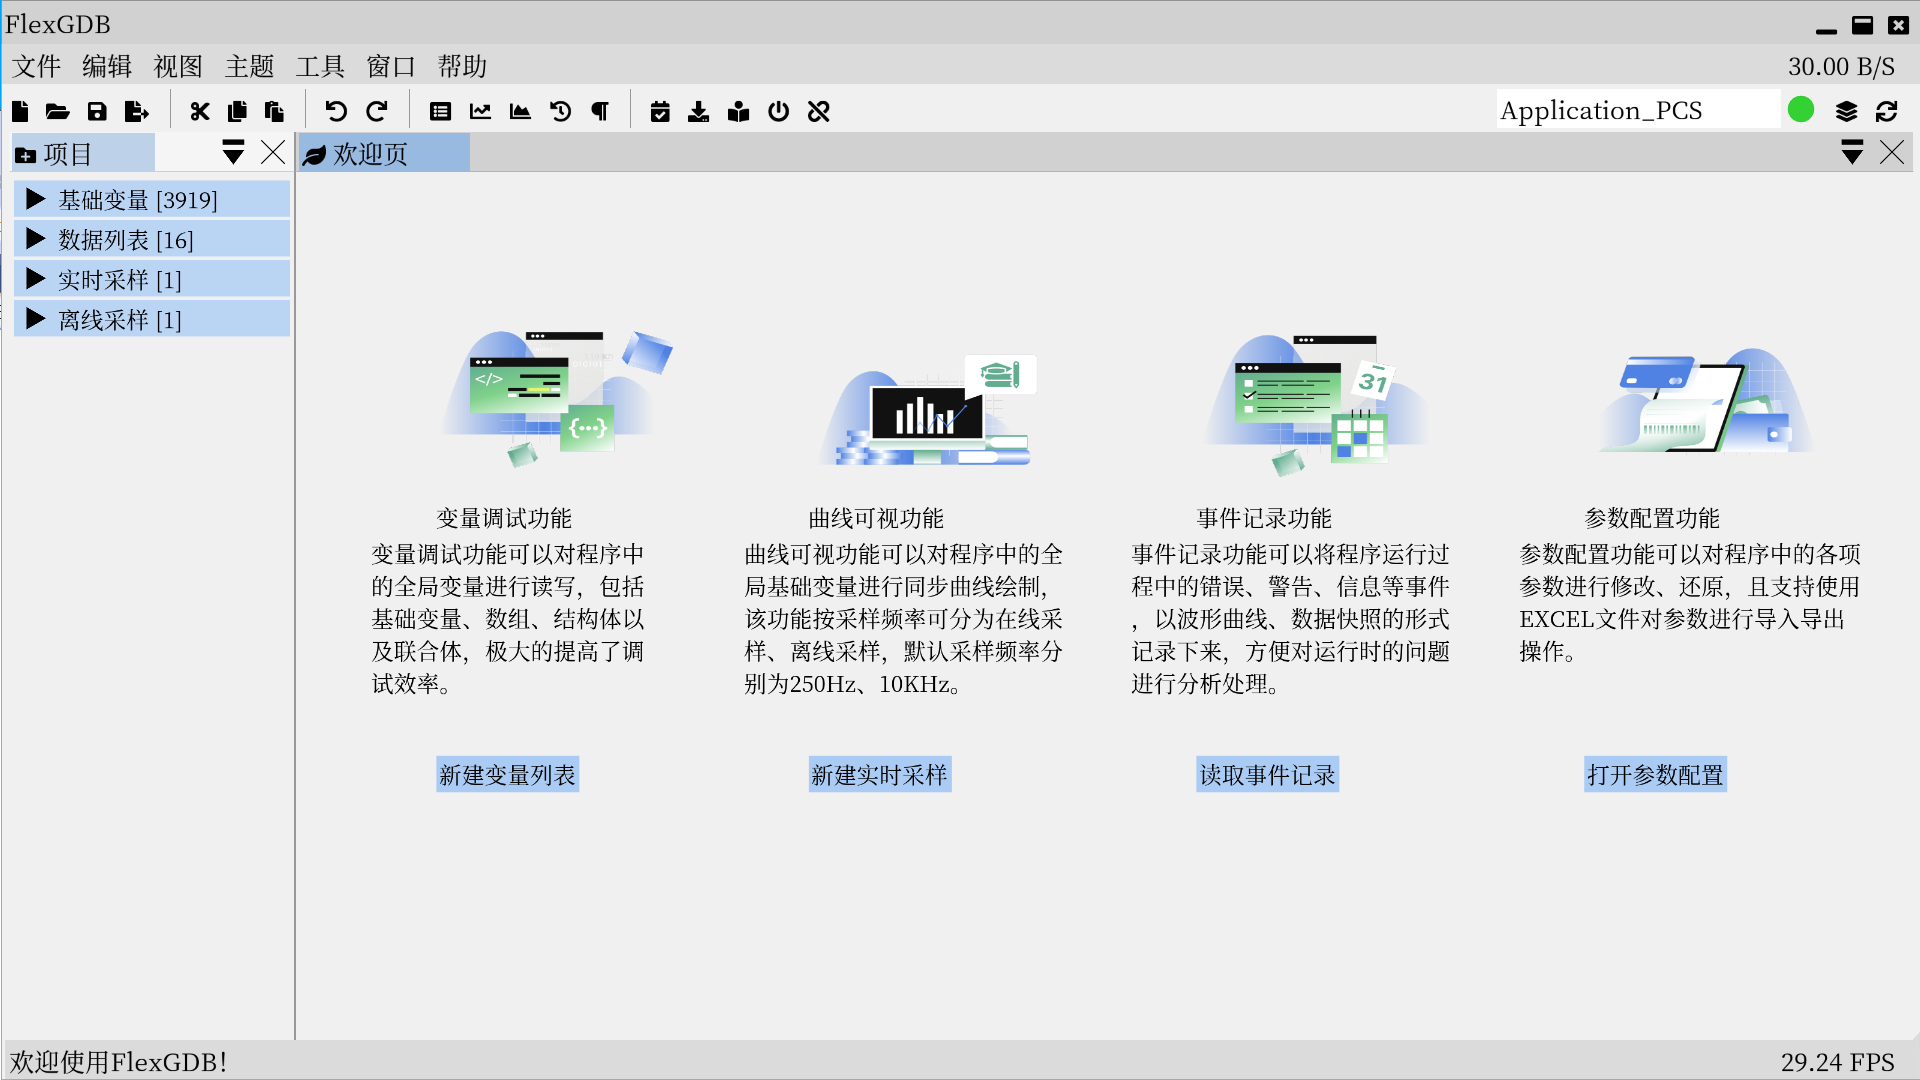 FlexGDB
文件 编辑 视图 主题 工具 窗口 帮助
30.00 B/S
Application_PCS
项目
欢迎页
基础变量 [3919]
数据列表 [16]
实时采样 [1]
离线采样 [1]
</>
{...}
31
变量调试功能
变量调试功能可以对程序中
的全局变量进行读写，包括
基础变量、数组、结构体以
及联合体，极大的提高了调
试效率。
新建变量列表
曲线可视功能
曲线可视功能可以对程序中的全
局基础变量进行同步曲线绘制，
该功能按采样频率可分为在线采
样、离线采样，默认采样频率分
别为250Hz、10KHz。
新建实时采样
事件记录功能
事件记录功能可以将程序运行过
程中的错误、警告、信息等事件
，以波形曲线、数据快照的形式
记录下来，方便对运行时的问题
进行分析处理。
读取事件记录
参数配置功能
参数配置功能可以对程序中的各项
参数进行修改、还原，且支持使用
EXCEL文件对参数进行导入导出
操作。
打开参数配置
欢迎使用FlexGDB！
29.24 FPS